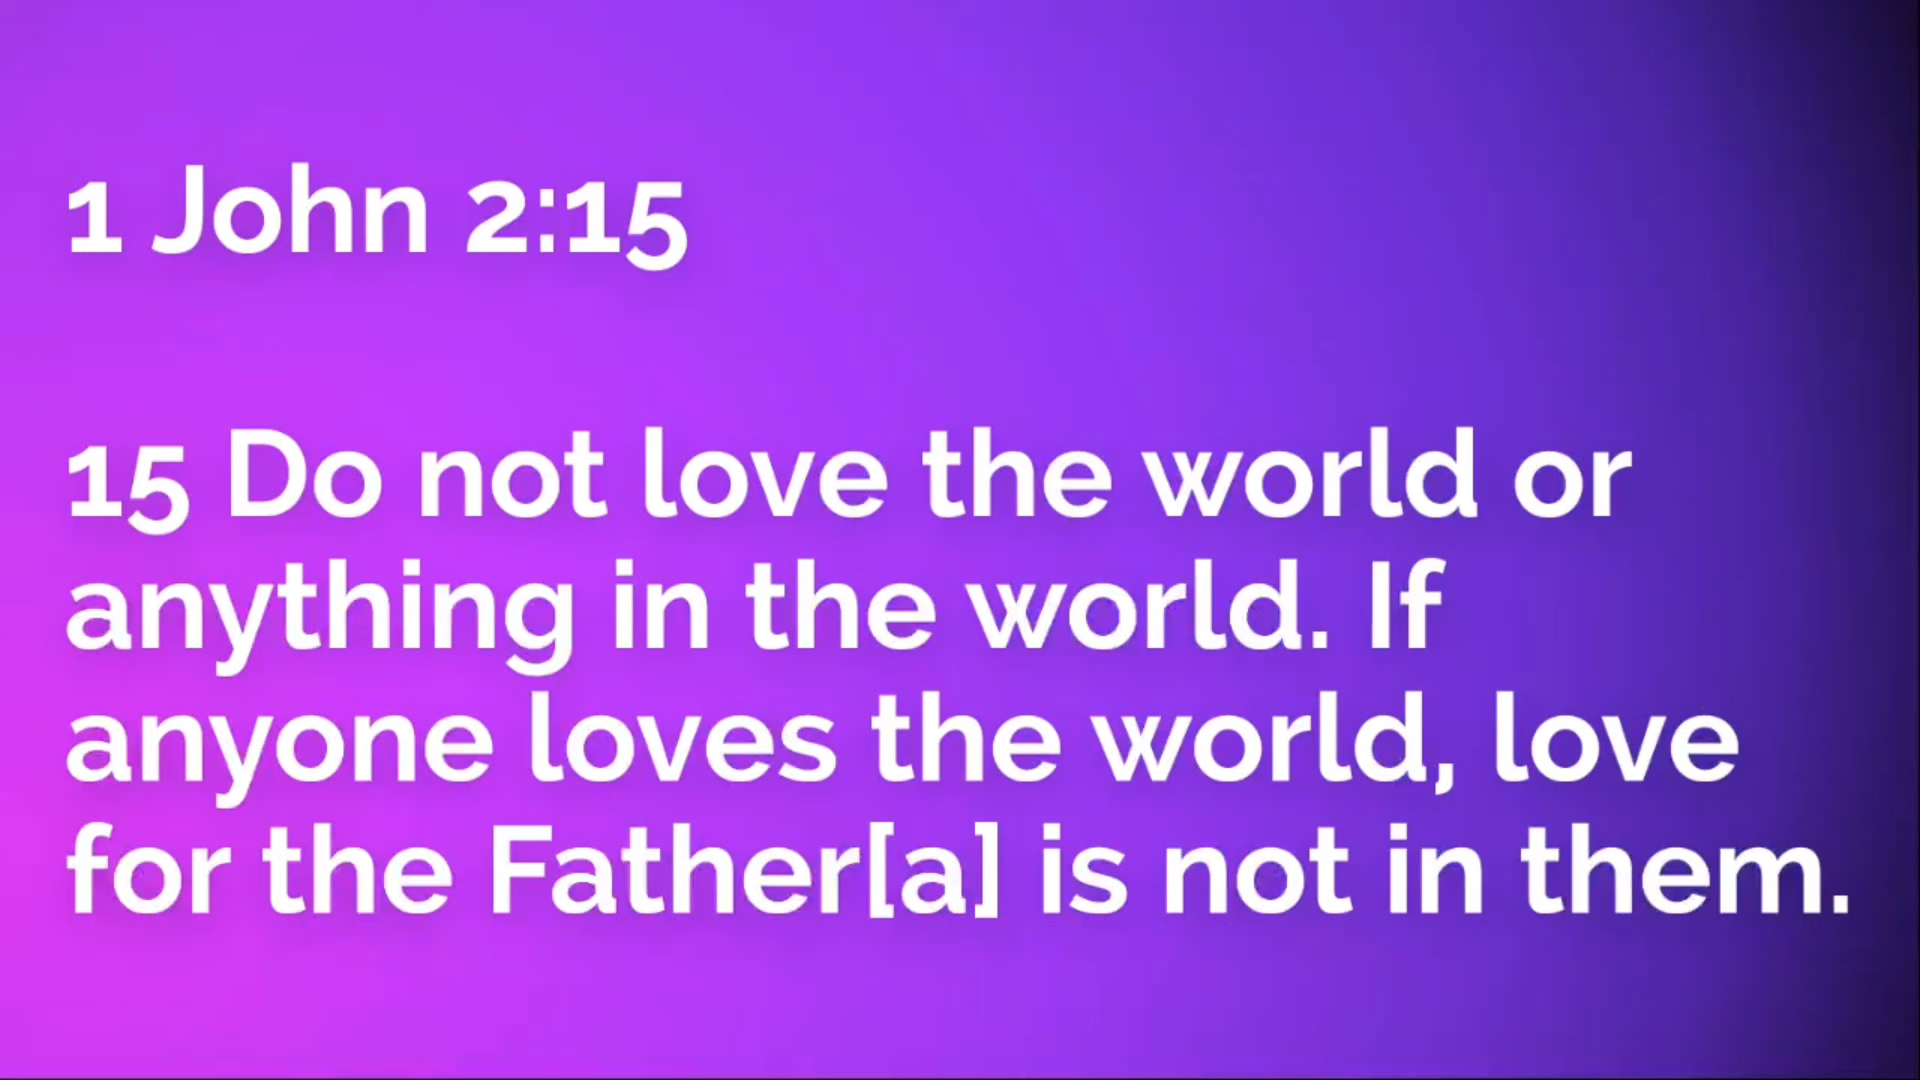 1 John 2:15
15 Do not love the world or
anything in the world. If
anyone loves the world, love
for the Father[a] is not in them.